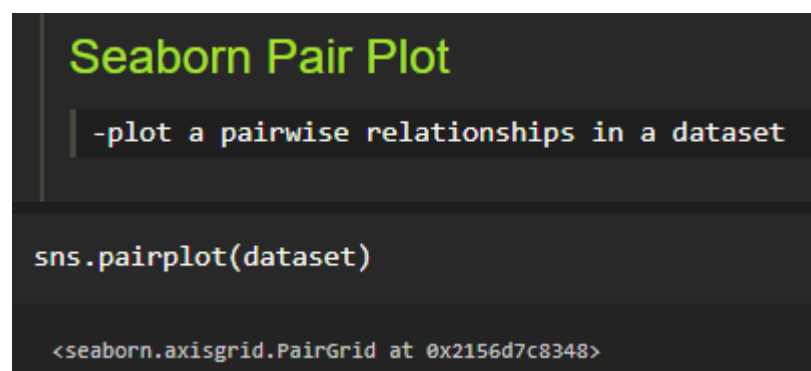 Seaborn Pair Plot
-plot a pairwise relationships in a dataset
sns.pairplot(dataset)
<seaborn.axisgrid.PairGrid at 0x2156d7c8348>